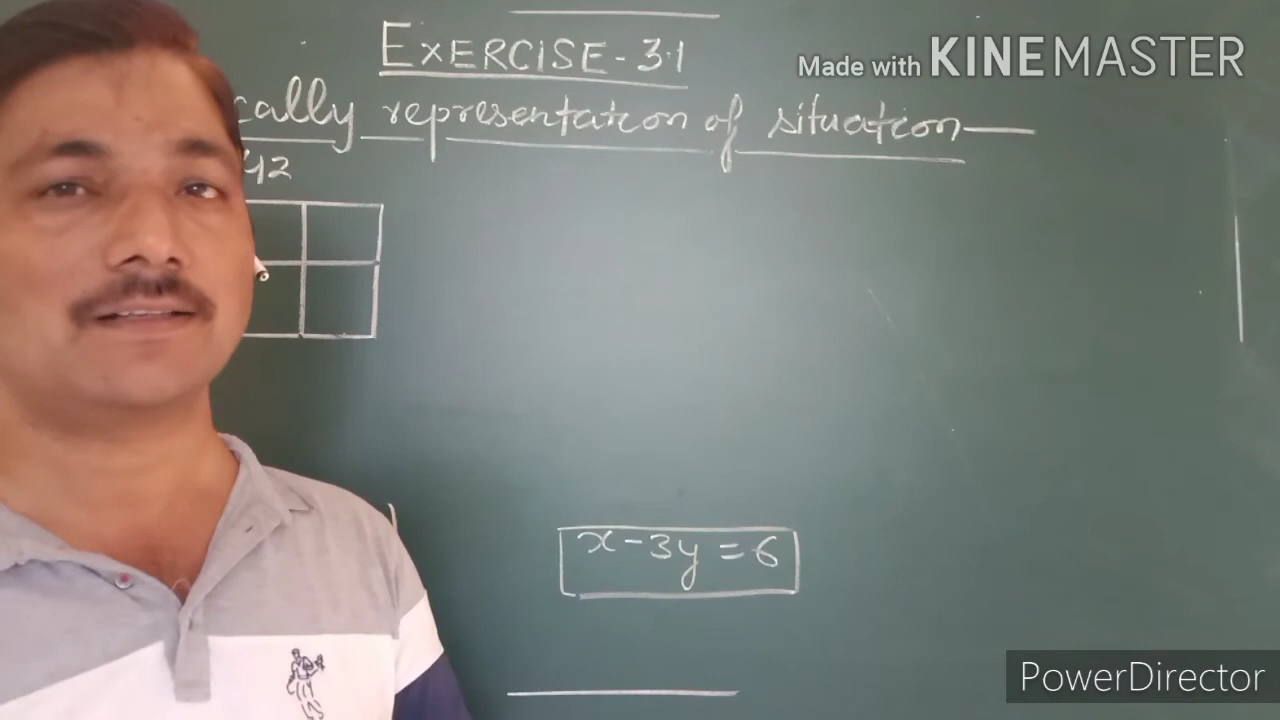 EXERCISE-3.1
Made with KINEMASTER
cally representation of situation
42
x-3y=6
PowerDirector